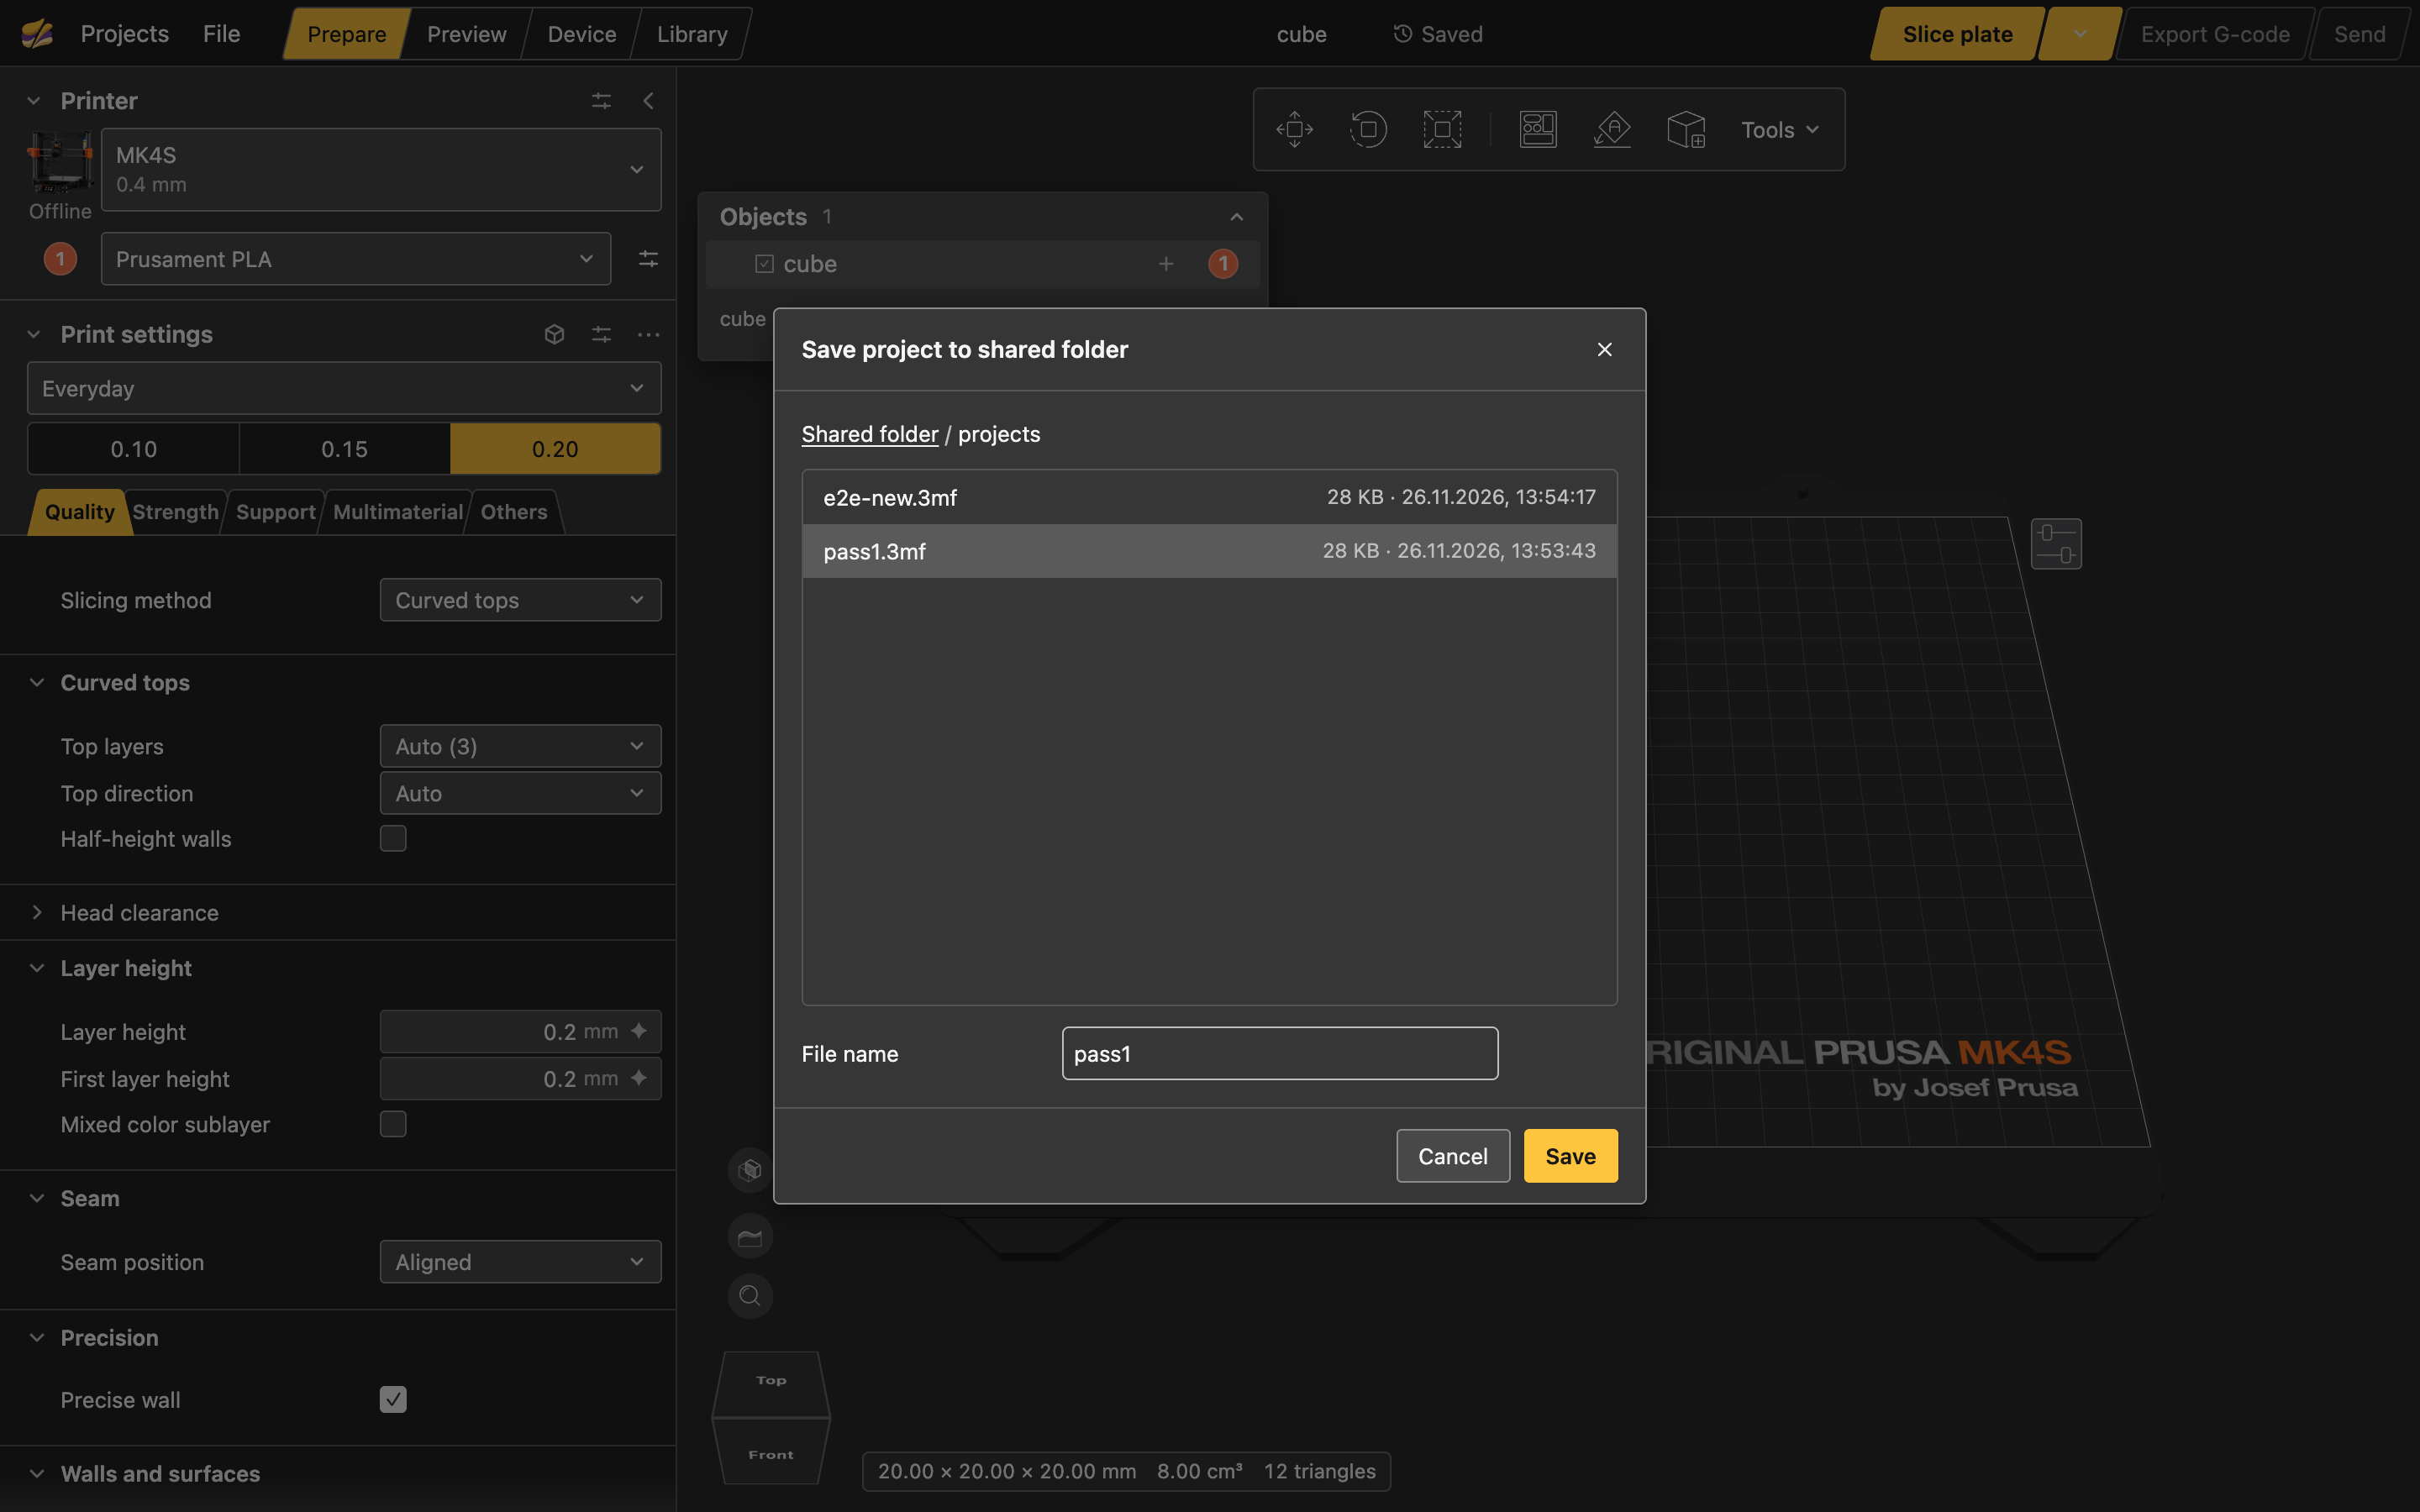 Projects File Prepare Preview Device Library cube Saved Slice plate Export G-code Send
Printer
MK4S
0.4 mm
Offline
1 Prusament PLA
Print settings
Everyday
0.10 0.15 0.20
Quality Strength Support Multimaterial Others
Slicing method Curved tops
Curved tops
Top layers Auto (3)
Top direction Auto
Half-height walls
Head clearance
Layer height
Layer height 0.2 mm
First layer height 0.2 mm
Mixed color sublayer
Seam
Seam position Aligned
Precision
Precise wall
Walls and surfaces
Tools
Objects 1
cube 1
cube
Save project to shared folder
Shared folder / projects
e2e-new.3mf 28 KB · 26.11.2026, 13:54:17
pass1.3mf 28 KB · 26.11.2026, 13:53:43
File name pass1
Cancel Save
RIGINAL PRUSA MK4S
by Josef Prusa
Top
Front
20.00 × 20.00 × 20.00 mm 8.00 cm³ 12 triangles